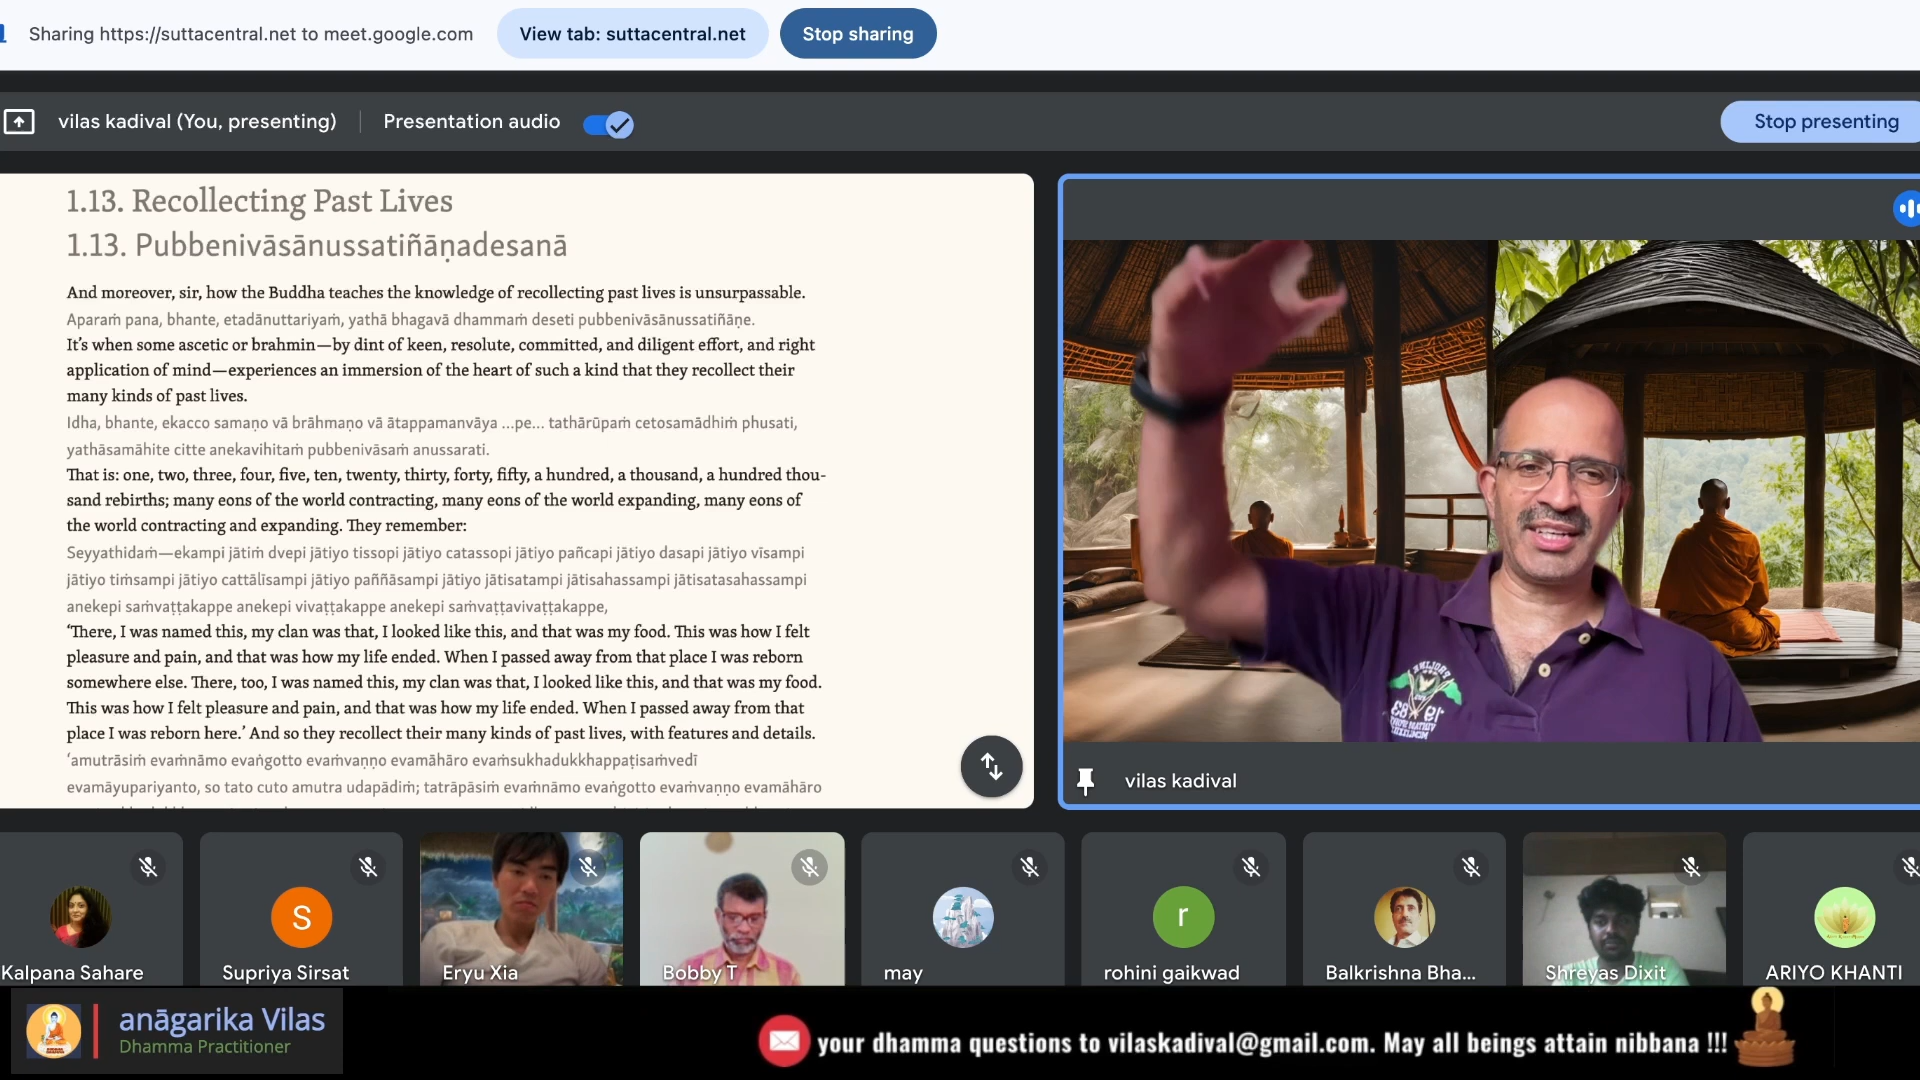 Sharing https://suttacentral.net to meet.google.com
View tab: suttacentral.net
Stop sharing
vilas kadival (You, presenting)
Presentation audio
Stop presenting
1.13. Recollecting Past Lives
1.13. Pubbenivāsānussatiñāṇadesanā
And moreover, sir, how the Buddha teaches the knowledge of recollecting past lives is unsurpassable.
Aparaṁ pana, bhante, etadānuttariyaṁ, yathā bhagavā dhammaṁ deseti pubbenivāsānussatiñāṇe.
It’s when some ascetic or brahmin—by dint of keen, resolute, committed, and diligent effort, and right
application of mind—experiences an immersion of the heart of such a kind that they recollect their
many kinds of past lives.
Idha, bhante, ekacco samaṇo vā brāhmaṇo vā ātappamanvāya …pe… tathārūpaṁ cetosamādhiṁ phusati,
yathāsamāhite citte anekavihitaṁ pubbenivāsaṁ anussarati.
That is: one, two, three, four, five, ten, twenty, thirty, forty, fifty, a hundred, a thousand, a hundred thou-
sand rebirths; many eons of the world contracting, many eons of the world expanding, many eons of
the world contracting and expanding. They remember:
Seyyathidaṁ—ekampi jātiṁ dvepi jātiyo tissopi jātiyo catassopi jātiyo pañcapi jātiyo dasapi jātiyo vīsampi
jātiyo tiṁsampi jātiyo cattālīsampi jātiyo paññāsampi jātiyo jātisatampi jātisahassampi jātisatasahassampi
anekepi saṁvaṭṭakappe anekepi vivaṭṭakappe anekepi saṁvaṭṭavivaṭṭakappe,
‘There, I was named this, my clan was that, I looked like this, and that was my food. This was how I felt
pleasure and pain, and that was how my life ended. When I passed away from that place I was reborn
somewhere else. There, too, I was named this, my clan was that, I looked like this, and that was my food.
This was how I felt pleasure and pain, and that was how my life ended. When I passed away from that
place I was reborn here.’ And so they recollect their many kinds of past lives, with features and details.
‘amutrāsiṁ evaṁnāmo evaṅgotto evaṁvaṇṇo evamāhāro evaṁsukhadukkhappaṭisaṁvedī
evamāyupariyanto, so tato cuto amutra udapādiṁ; tatrāpāsiṁ evaṁnāmo evaṅgotto evaṁvaṇṇo evamāhāro
vilas kadival
Kalpana Sahare
S
Supriya Sirsat
Eryu Xia
Bobby T
may
r
rohini gaikwad
Balkrishna Bha...
Shreyas Dixit
ARIYO KHANTI
anāgarika Vilas
Dhamma Practitioner
your dhamma questions to vilaskadival@gmail.com. May all beings attain nibbana !!!